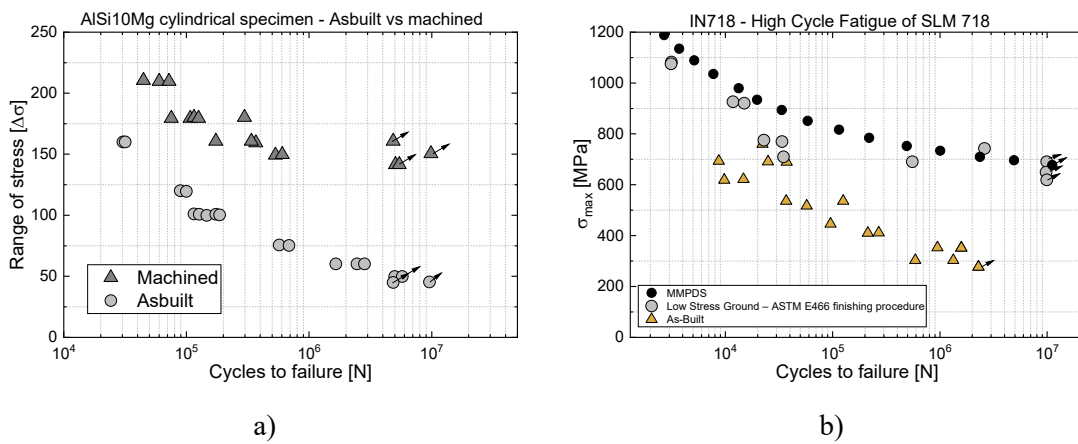 AlSi10Mg cylindrical specimen - Asbuilt vs machined
250
200
150
100
50
0
Range of stress [Δσ]
Machined
Asbuilt
10⁴ 10⁵ 10⁶ 10⁷
Cycles to failure [N]
a)
IN718 - High Cycle Fatigue of SLM 718
1200
1000
800
600
400
200
0
σmax [MPa]
MMPDS
Low Stress Ground – ASTM E466 finishing procedure
As-Built
10⁴ 10⁵ 10⁶ 10⁷
Cycles to failure [N]
b)